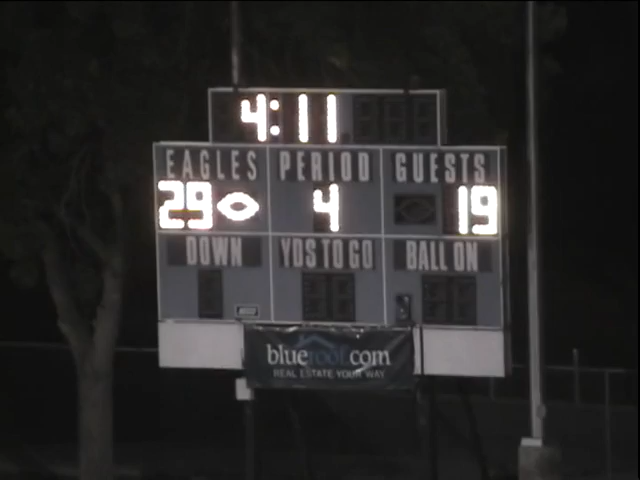 4:11
EAGLES PERIOD GUESTS
29 4 19
DOWN YDS TO GO BALL ON
blueroof.com
REAL ESTATE YOUR WAY